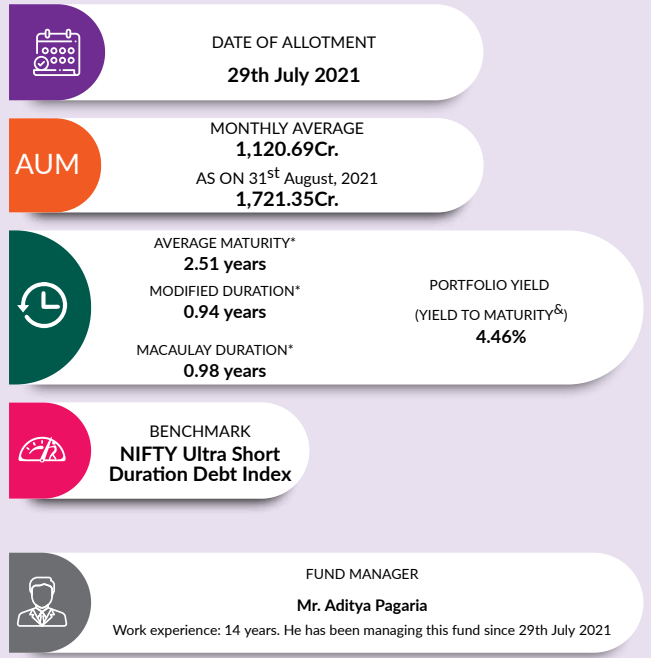 DATE OF ALLOTMENT
29th July 2021
AUM
MONTHLY AVERAGE
1,120.69Cr.
AS ON 31st August, 2021
1,721.35Cr.
AVERAGE MATURITY*
2.51 years
MODIFIED DURATION*
0.94 years
MACAULAY DURATION*
0.98 years
PORTFOLIO YIELD
(YIELD TO MATURITY&)
4.46%
BENCHMARK
NIFTY Ultra Short
Duration Debt Index
FUND MANAGER
Mr. Aditya Pagaria
Work experience: 14 years. He has been managing this fund since 29th July 2021